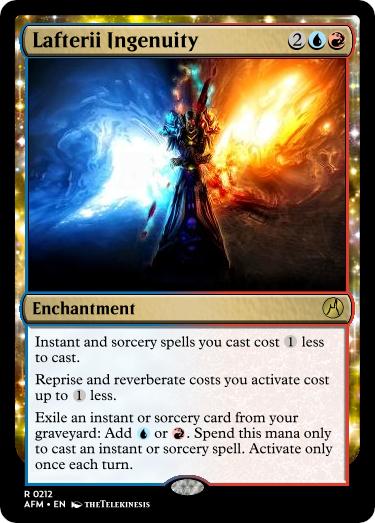 Lafterii Ingenuity 2
Enchantment
Instant and sorcery spells you cast cost 1 less
to cast.
Reprise and reverberate costs you activate cost
up to 1 less.
Exile an instant or sorcery card from your
graveyard: Add or . Spend this mana only
to cast an instant or sorcery spell. Activate only
once each turn.
R 0212
AFM • EN theTelekinesis